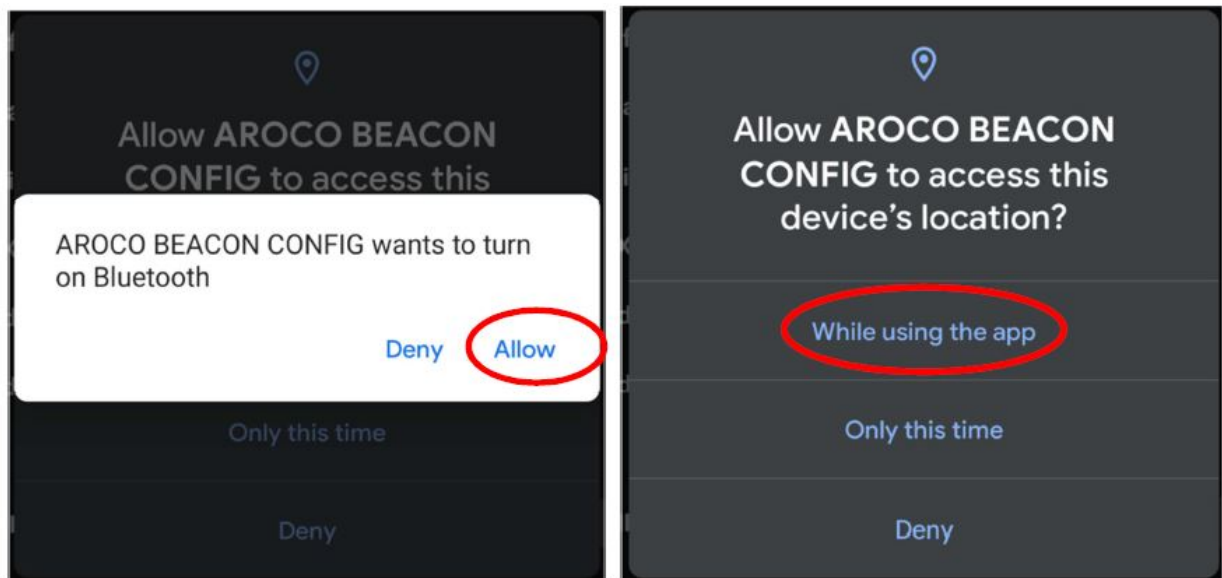 Allow AROCO BEACON
CONFIG to access this
AROCO BEACON CONFIG wants to turn
on Bluetooth
Deny Allow
Only this time
Deny
Allow AROCO BEACON
CONFIG to access this
device's location?
While using the app
Only this time
Deny